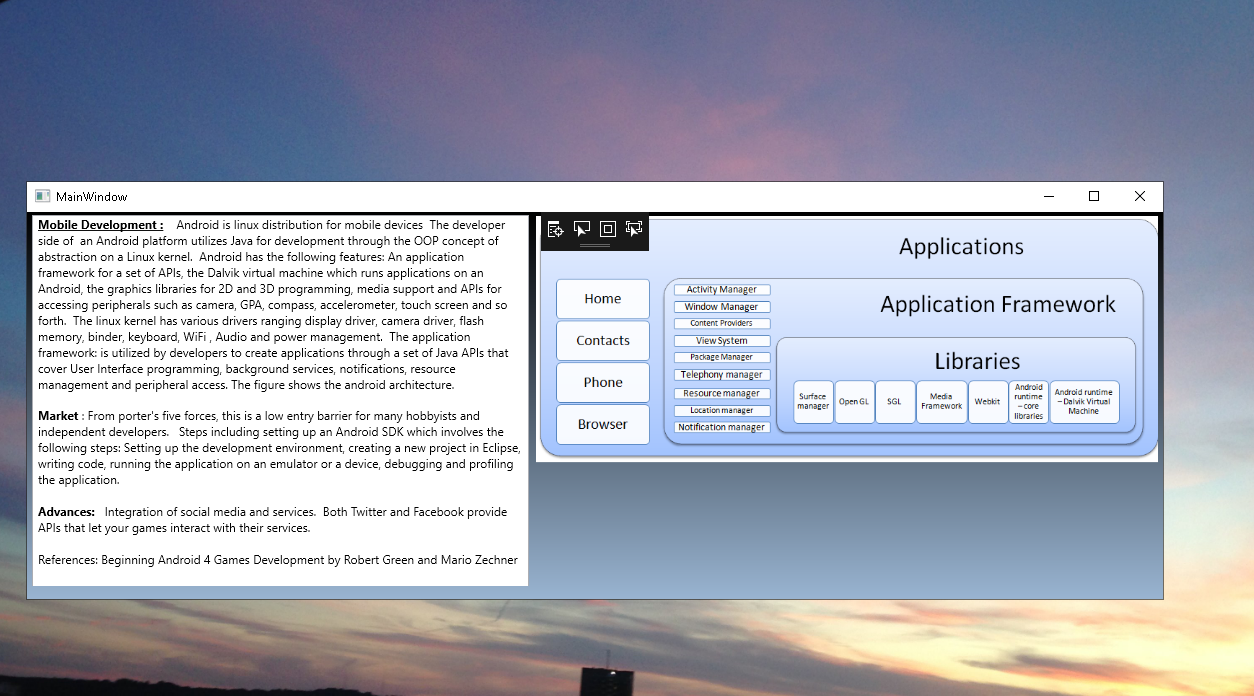 MainWindow
Mobile Development :    Android is linux distribution for mobile devices  The developer
side of  an Android platform utilizes Java for development through the OOP concept of
abstraction on a Linux kernel.  Android has the following features: An application
framework for a set of APIs, the Dalvik virtual machine which runs applications on an
Android, the graphics libraries for 2D and 3D programming, media support and APIs for
accessing peripherals such as camera, GPA, compass, accelerometer, touch screen and so
forth.  The linux kernel has various drivers ranging display driver, camera driver, flash
memory, binder, keyboard, WiFi , Audio and power management.  The application
framework: is utilized by developers to create applications through a set of Java APIs that
cover User Interface programming, background services, notifications, resource
management and peripheral access. The figure shows the android architecture.
Market : From porter's five forces, this is a low entry barrier for many hobbyists and
independent developers.   Steps including setting up an Android SDK which involves the
following steps: Setting up the development environment, creating a new project in Eclipse,
writing code, running the application on an emulator or a device, debugging and profiling
the application.
Advances:   Integration of social media and services.  Both Twitter and Facebook provide
APIs that let your games interact with their services.
References: Beginning Android 4 Games Development by Robert Green and Mario Zechner
Applications
Home
Contacts
Phone
Browser
Application Framework
Activity Manager
Window Manager
Content Providers
View System
Package Manager
Telephony manager
Resource manager
Location manager
Notification manager
Libraries
Surface
manager
Open GL
SGL
Media
Framework
Webkit
Android
runtime
– core
libraries
Android runtime
– Dalvik Virtual
Machine